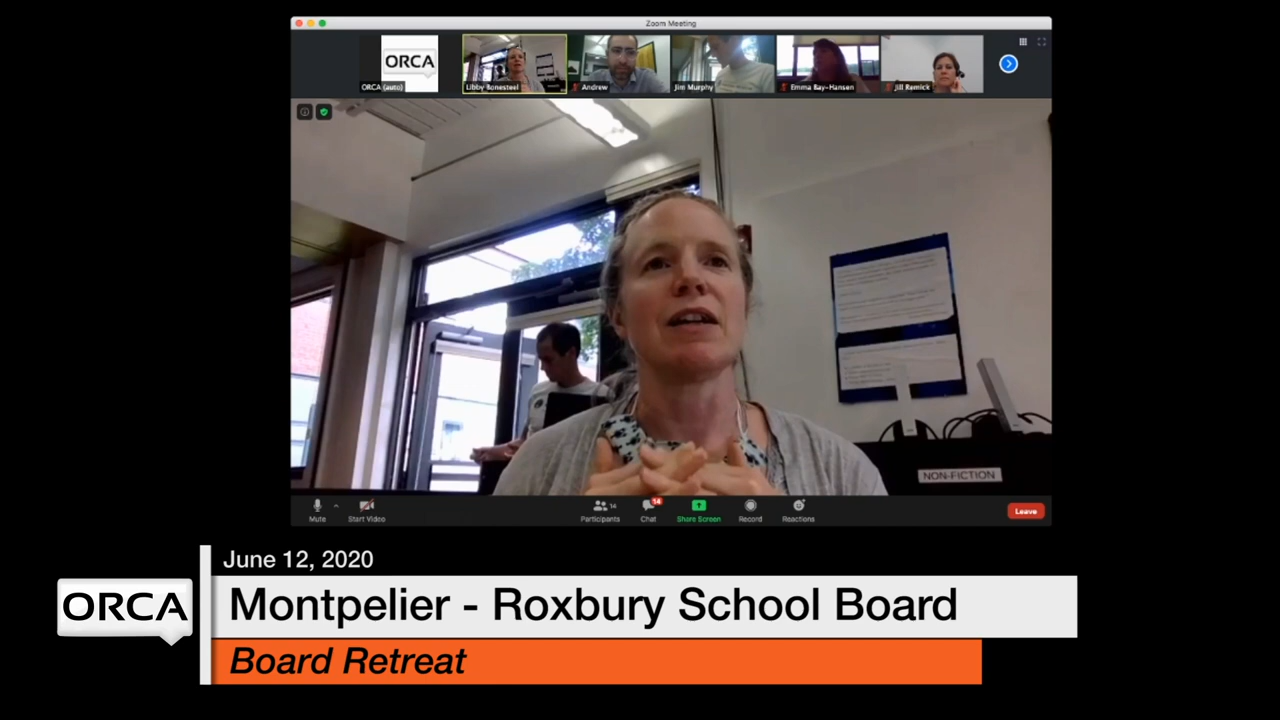 Zoom Meeting
ORCA
ORCA (auto)
Libby Bonesteel
Andrew
Jim Murphy
Emma Bay-Hansen
Jill Remick
NON-FICTION
Mute
Start Video
Participants
14
Chat
Share Screen
Record
Reactions
Leave
June 12, 2020
ORCA
Montpelier - Roxbury School Board
Board Retreat